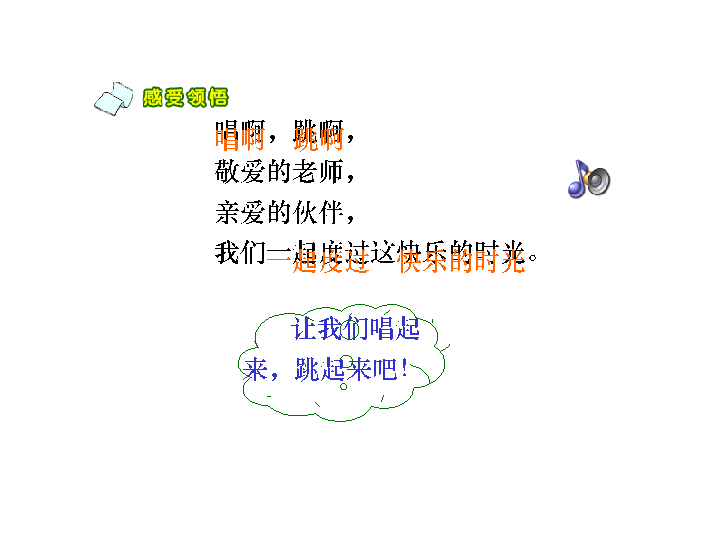 感受领悟
唱啊，跳啊，
唱啊 跳啊
敬爱的老师，
亲爱的伙伴，
我们一起度过这快乐的时光。
一起度过 快乐的时光
让我们唱起
来，跳起来吧！